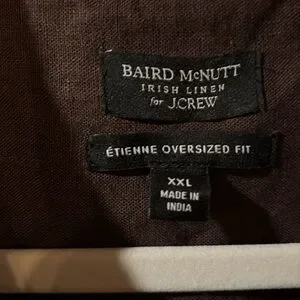 BAIRD McNUTT
IRISH LINEN
for J.CREW
ÉTIENNE OVERSIZED FIT
XXL
MADE IN
INDIA